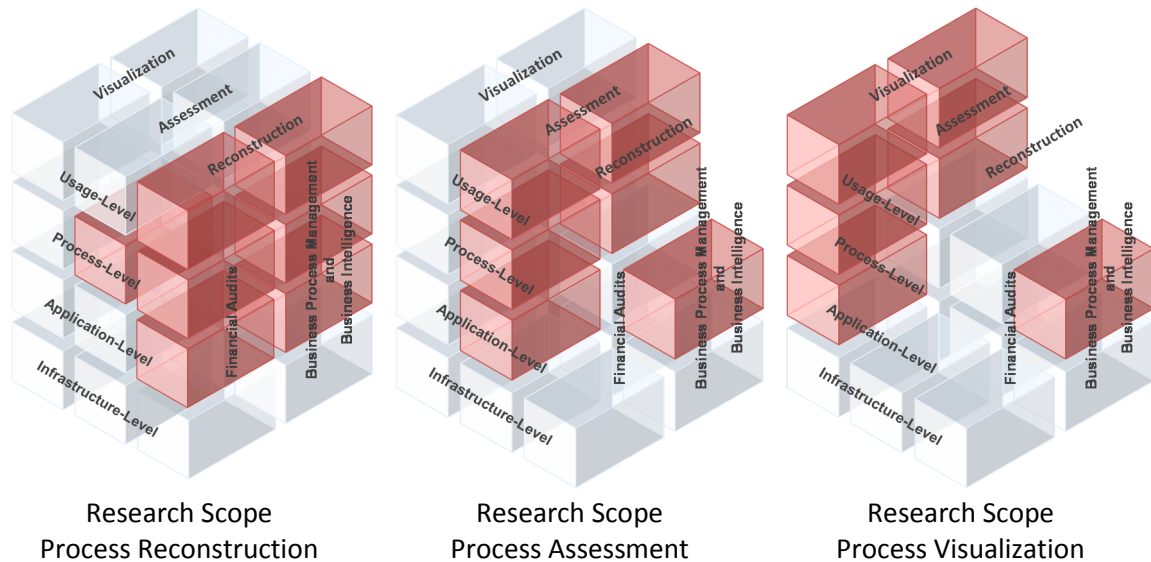 Visualization
Assessment
Reconstruction
Usage-Level
Process-Level
Application-Level
Infrastructure-Level
Financial Audits
Business Process Management
and
Business Intelligence
Research Scope
Process Reconstruction
Visualization
Assessment
Reconstruction
Usage-Level
Process-Level
Application-Level
Infrastructure-Level
Financial Audits
Business Process Management
and
Business Intelligence
Research Scope
Process Assessment
Visualization
Assessment
Reconstruction
Usage-Level
Process-Level
Application-Level
Infrastructure-Level
Financial Audits
Business Process Management
and
Business Intelligence
Research Scope
Process Visualization